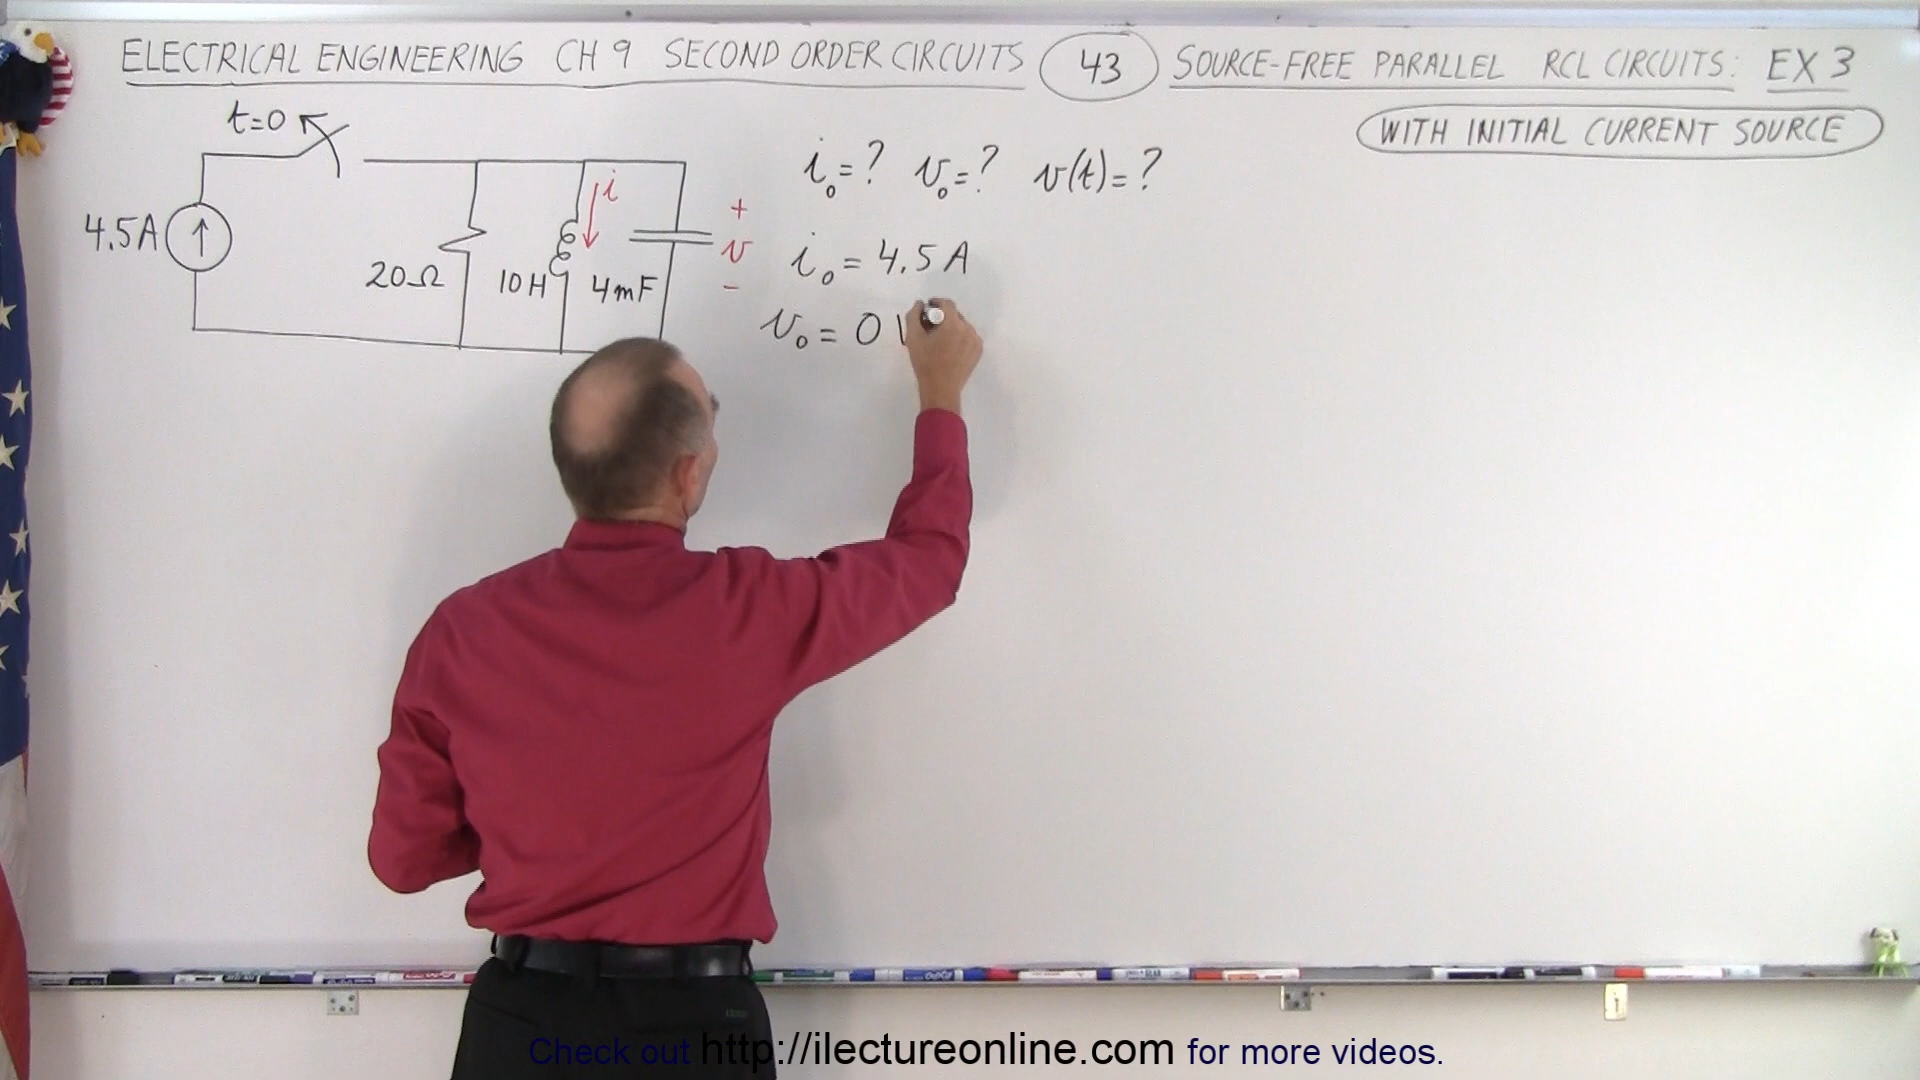 ELECTRICAL ENGINEERING CH 9 SECOND ORDER CIRCUITS 43 SOURCE-FREE PARALLEL RCL CIRCUITS: EX 3
WITH INITIAL CURRENT SOURCE
t=0
i₀=? v₀=? v(t)=?
4.5A
20Ω
10H
4mF
i
+
v
-
i₀ = 4.5 A
v₀ = 0 V
Check out http://ilectureonline.com for more videos.